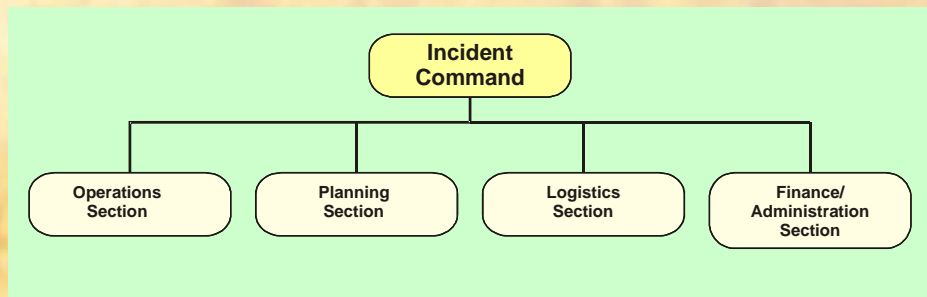 Incident
Command
Operations
Section
Planning
Section
Logistics
Section
Finance/
Administration
Section